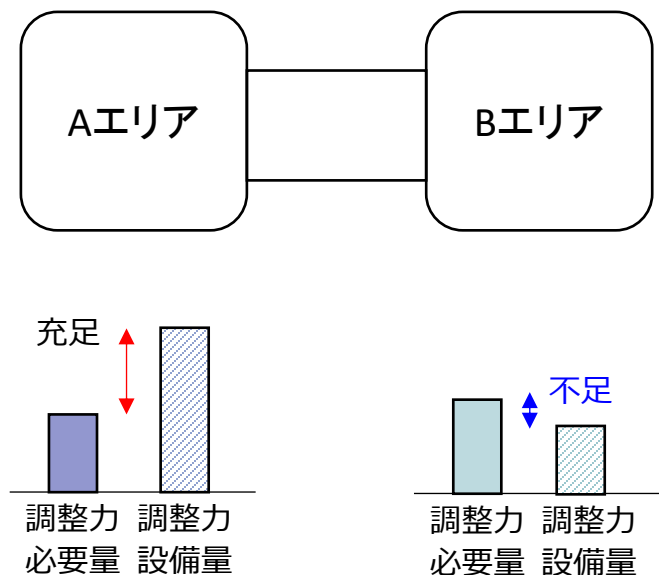 Aエリア
Bエリア
充足
不足
調整力
必要量
調整力
設備量
調整力
必要量
調整力
設備量